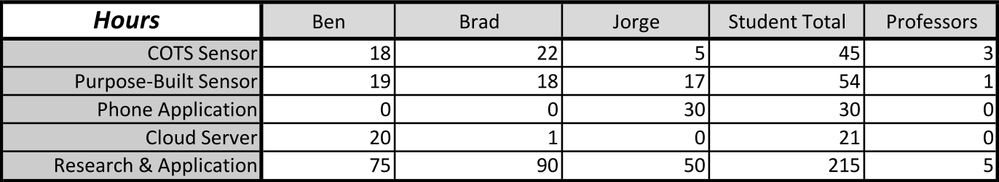 Hours Ben Brad Jorge Student Total Professors
COTS Sensor 18 22 5 45 3
Purpose-Built Sensor 19 18 17 54 1
Phone Application 0 0 30 30 0
Cloud Server 20 1 0 21 0
Research & Application 75 90 50 215 5